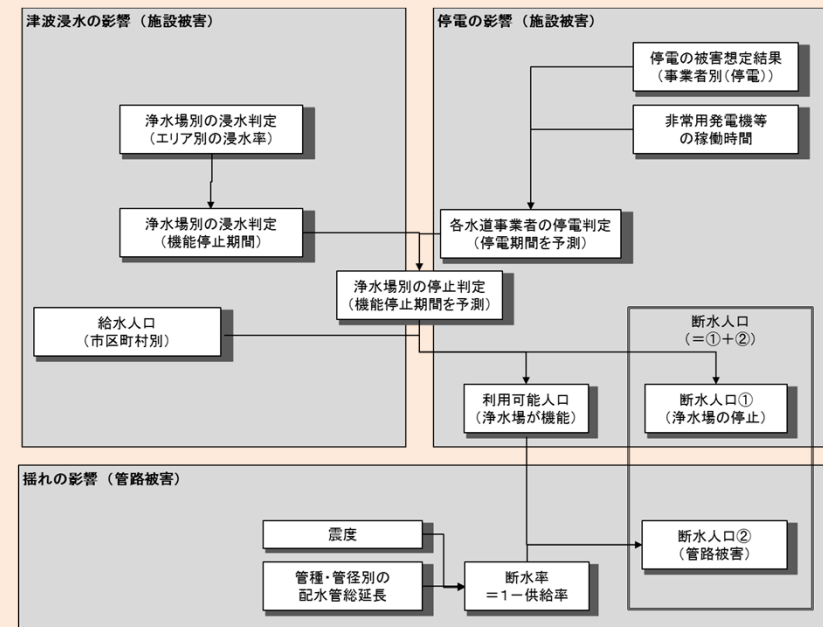 津波浸水の影響（施設被害）
停電の影響（施設被害）
停電の被害想定結果
（事業者別（停電））
浄水場別の浸水判定
（エリア別の浸水率）
非常用発電機等
の稼働時間
浄水場別の浸水判定
（機能停止期間）
各水道事業者の停電判定
（停電期間を予測）
浄水場別の停止判定
（機能停止期間を予測）
給水人口
（市区町村別）
断水人口
（＝①＋②）
利用可能人口
（浄水場が機能）
断水人口①
（浄水場の停止）
揺れの影響（管路被害）
震度
断水人口②
（管路被害）
管種・管径別の
配水管総延長
断水率
＝1－供給率